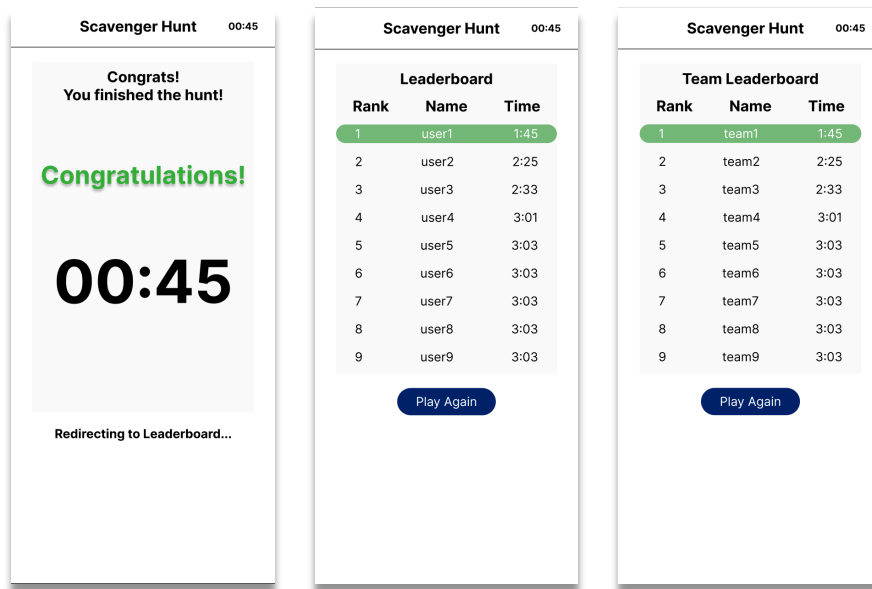 Scavenger Hunt 00:45
Congrats!
You finished the hunt!
Congratulations!
00:45
Redirecting to Leaderboard...
Scavenger Hunt 00:45
Leaderboard
Rank Name Time
1 user1 1:45
2 user2 2:25
3 user3 2:33
4 user4 3:01
5 user5 3:03
6 user6 3:03
7 user7 3:03
8 user8 3:03
9 user9 3:03
Play Again
Scavenger Hunt 00:45
Team Leaderboard
Rank Name Time
1 team1 1:45
2 team2 2:25
3 team3 2:33
4 team4 3:01
5 team5 3:03
6 team6 3:03
7 team7 3:03
8 team8 3:03
9 team9 3:03
Play Again